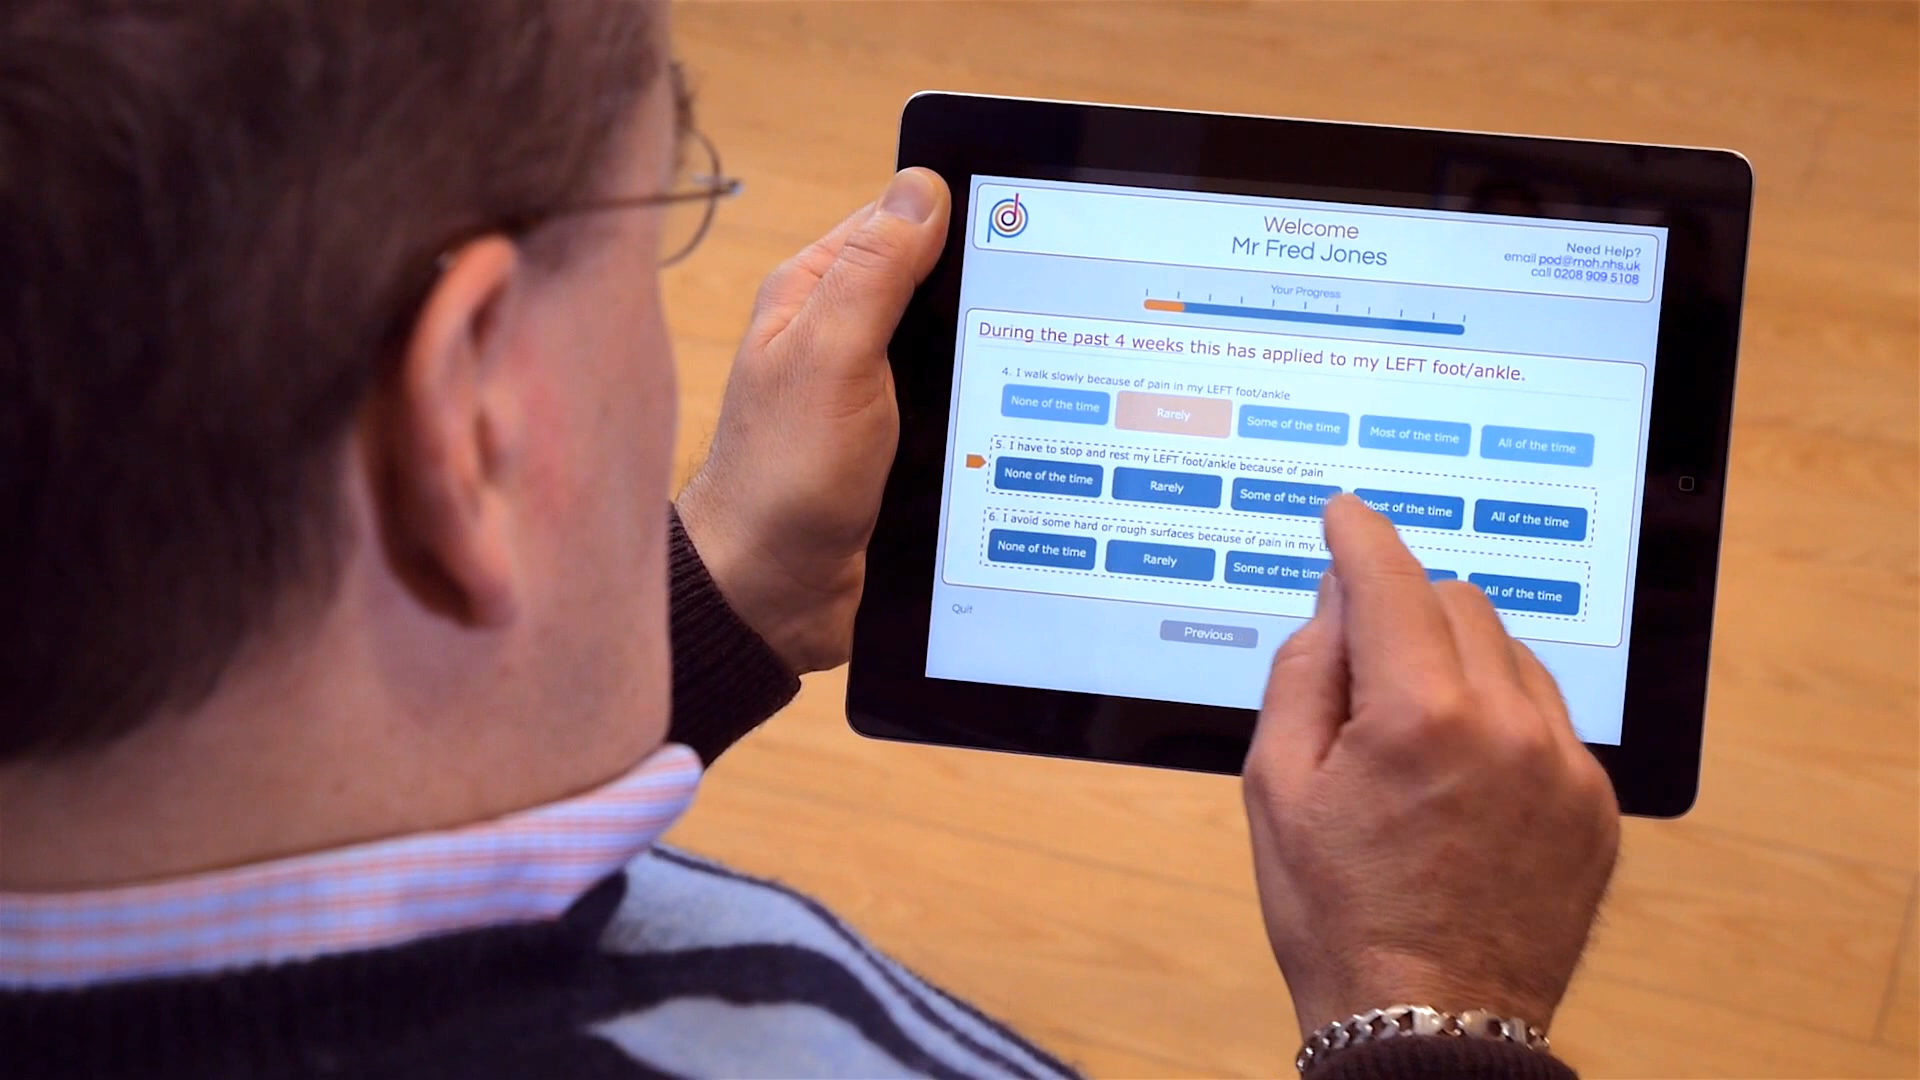 Welcome
Mr Fred Jones
Need Help?
email pod@rnoh.nhs.uk
call 0208 909 5108
Your Progress
During the past 4 weeks this has applied to my LEFT foot/ankle.
4. I walk slowly because of pain in my LEFT foot/ankle
None of the time Rarely Some of the time Most of the time All of the time
5. I have to stop and rest my LEFT foot/ankle because of pain
None of the time Rarely Some of the time Most of the time All of the time
6. I avoid some hard or rough surfaces because of pain in my
None of the time Rarely Some of the time All of the time
Quit
Previous